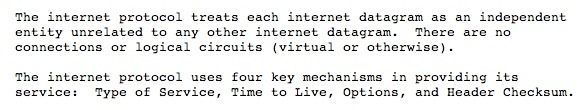 The internet protocol treats each internet datagram as an independent
entity unrelated to any other internet datagram.  There are no
connections or logical circuits (virtual or otherwise).
The internet protocol uses four key mechanisms in providing its
service:  Type of Service, Time to Live, Options, and Header Checksum.